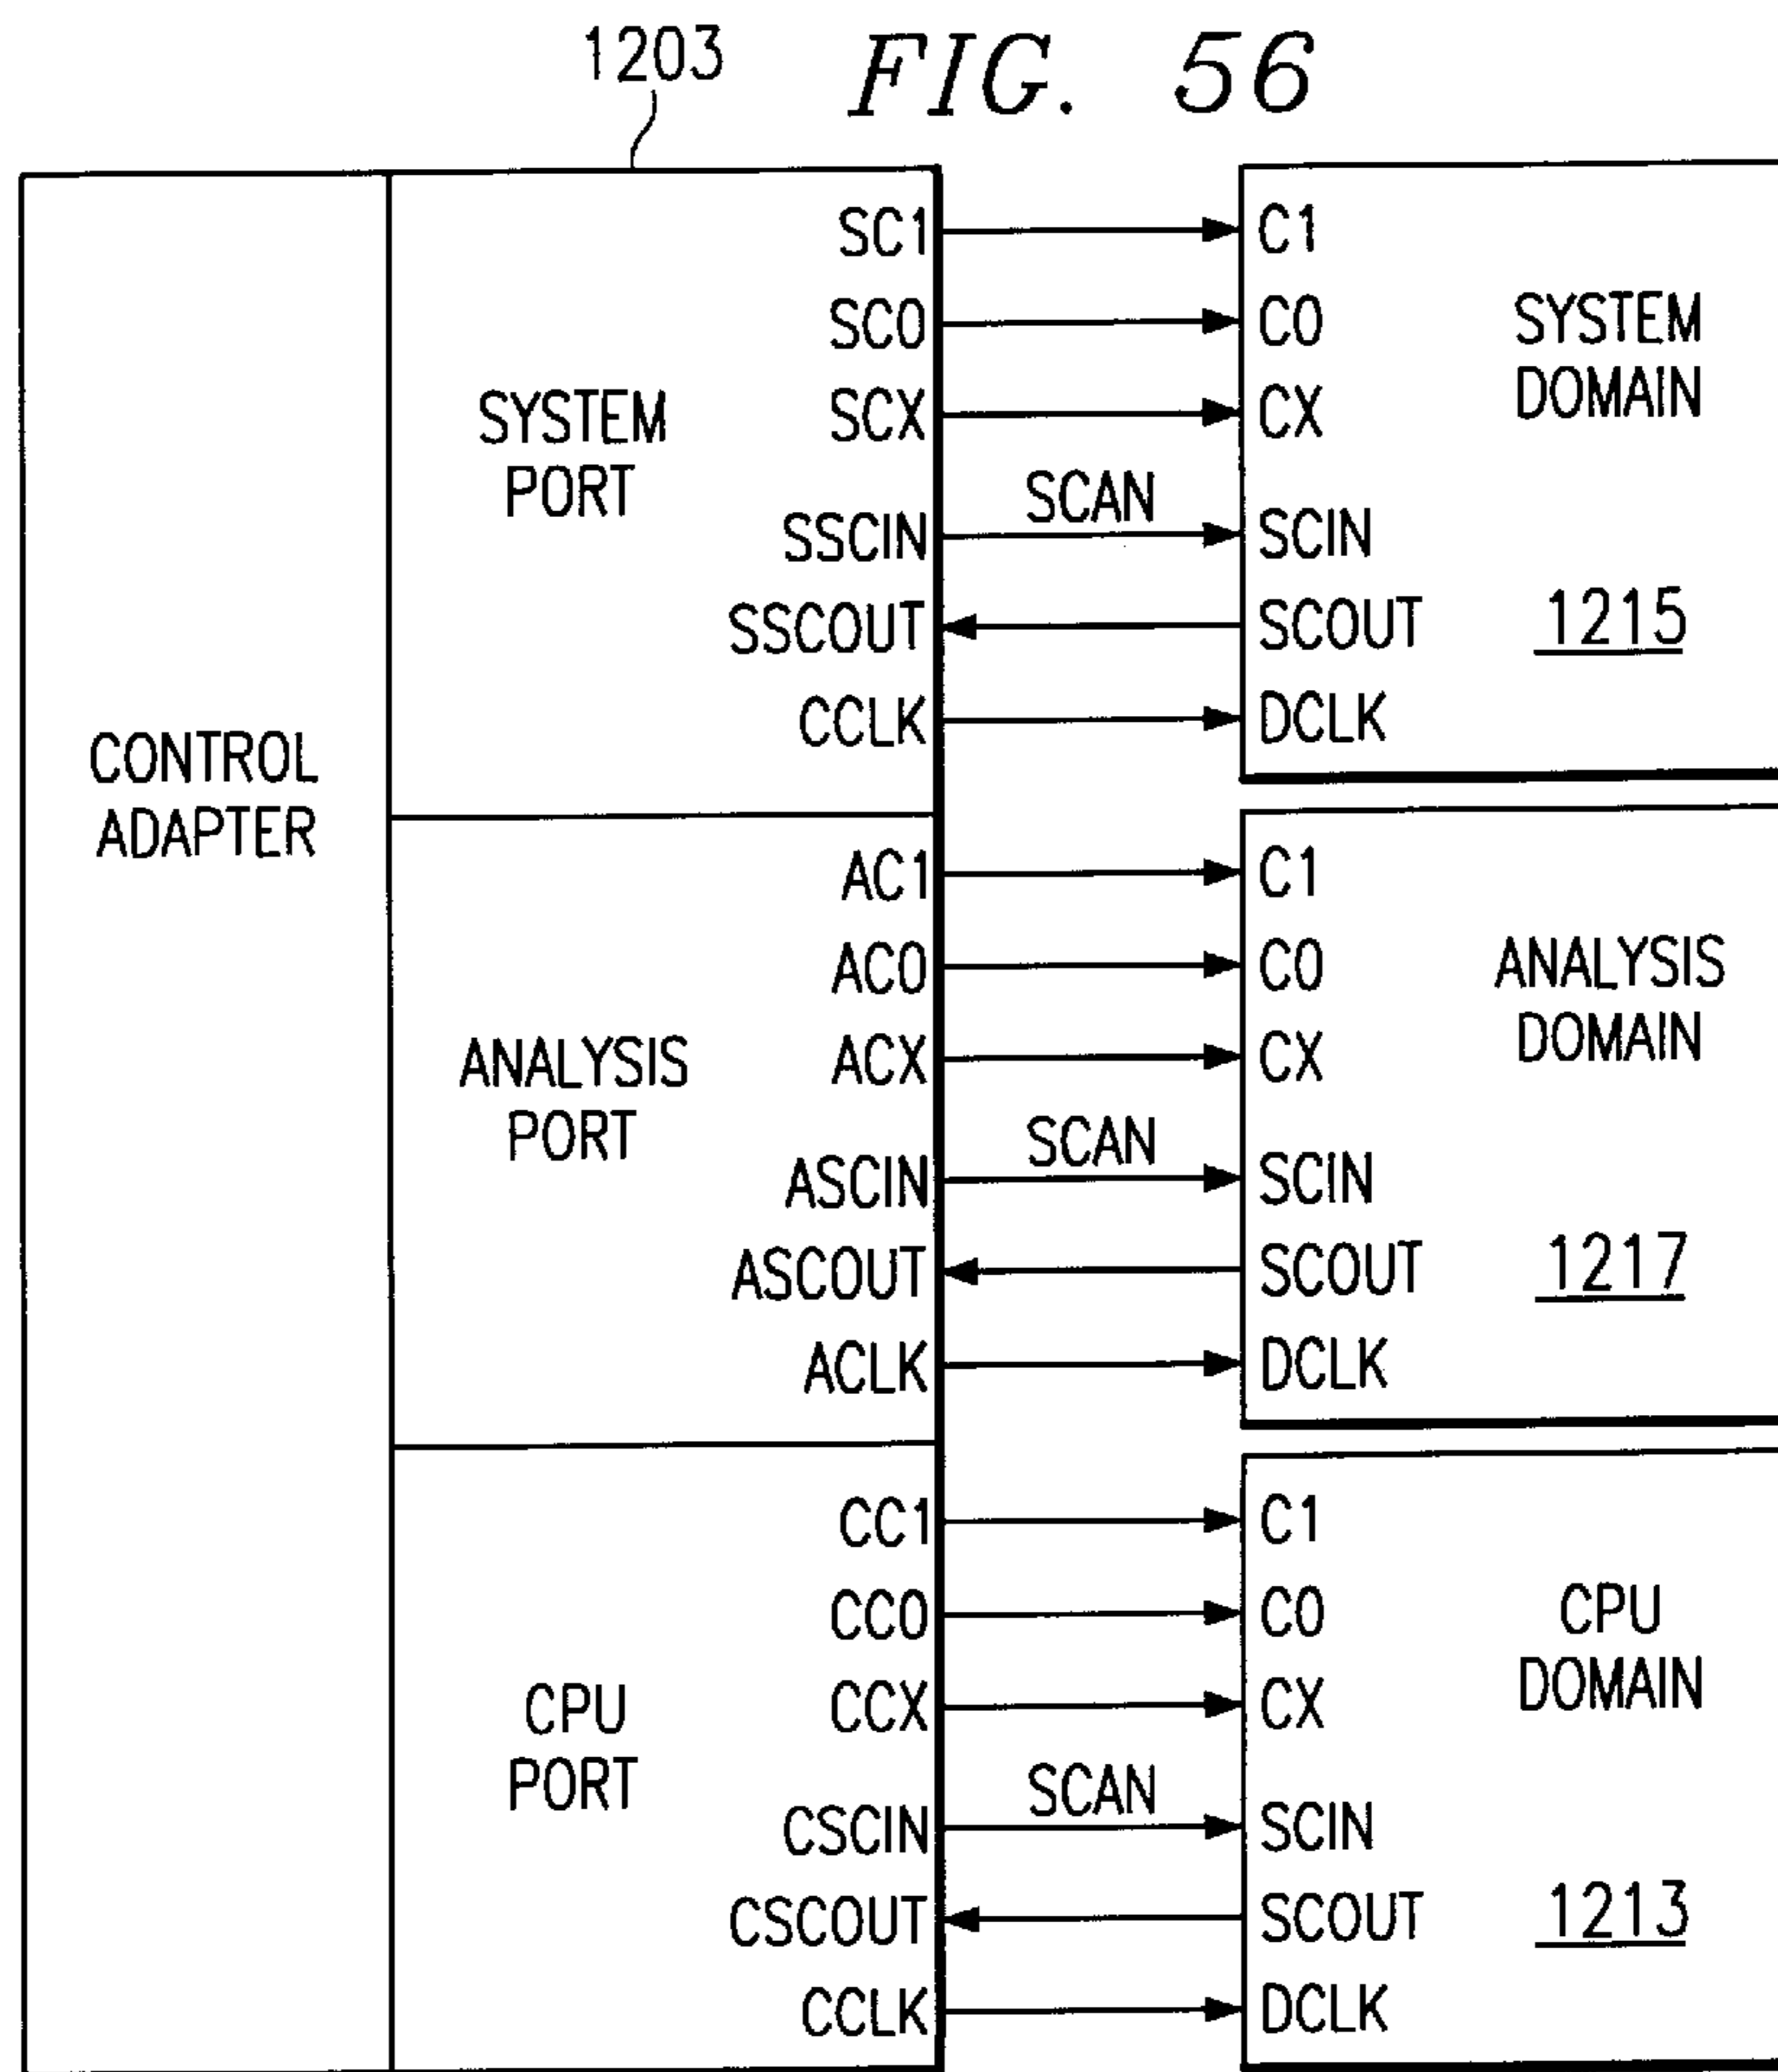 1203
FIG. 56
CONTROL
ADAPTER
SYSTEM
PORT
SC1
SC0
SCX
SSCIN
SSCOUT
CCLK
SCAN
C1
C0
CX
SCIN
SCOUT
DCLK
SYSTEM
DOMAIN
1215
ANALYSIS
PORT
AC1
AC0
ACX
ASCIN
ASCOUT
ACLK
SCAN
C1
C0
CX
SCIN
SCOUT
DCLK
ANALYSIS
DOMAIN
1217
CPU
PORT
CC1
CC0
CCX
CSCIN
CSCOUT
CCLK
SCAN
C1
C0
CX
SCIN
SCOUT
DCLK
CPU
DOMAIN
1213